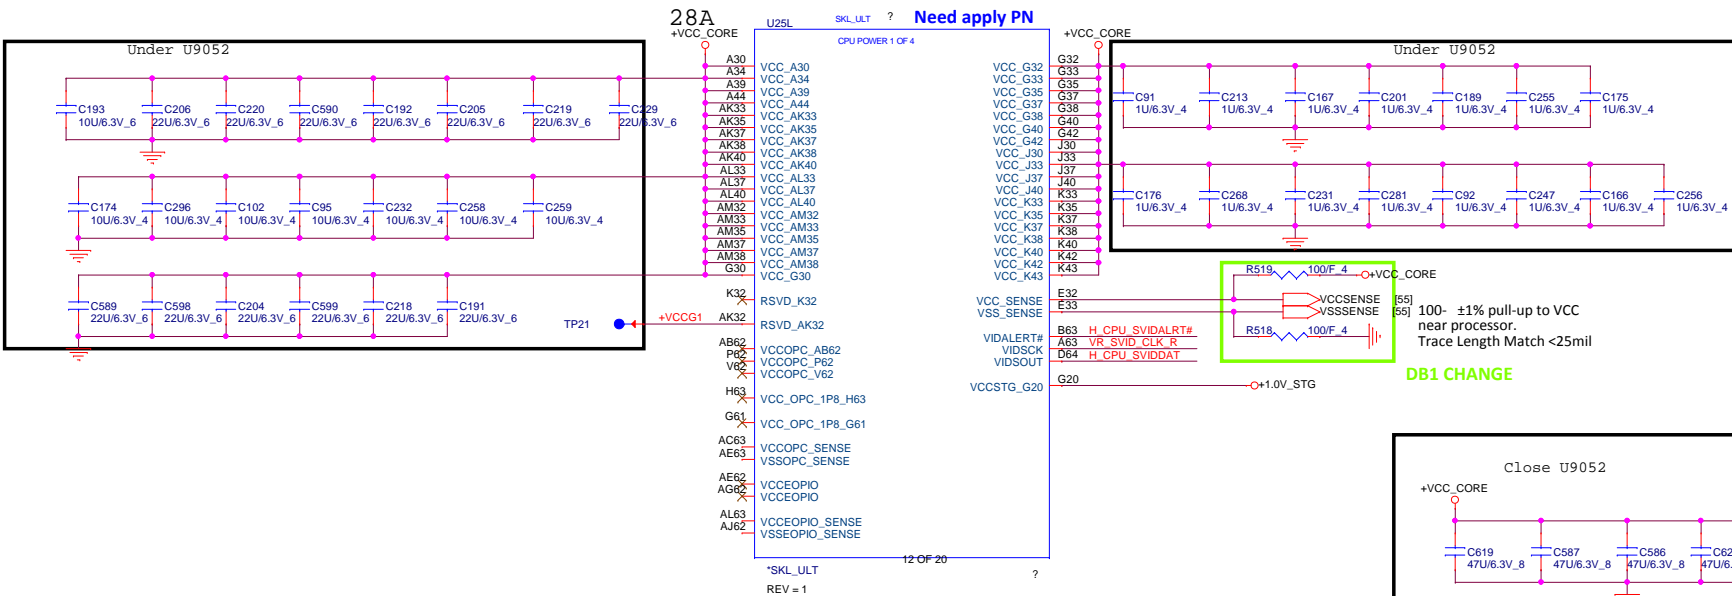 28A
+VCC_CORE
U25L
SKL_ULT
?
Need apply PN
CPU POWER 1 OF 4
+VCC_CORE
Under U9052
C193
10U/6.3V_6
C206
22U/6.3V_6
C220
22U/6.3V_6
C590
22U/6.3V_6
C192
22U/6.3V_6
C205
22U/6.3V_6
C219
22U/6.3V_6
C229
22U/6.3V_6
C174
10U/6.3V_4
C296
10U/6.3V_4
C102
10U/6.3V_4
C95
10U/6.3V_4
C232
10U/6.3V_4
C258
10U/6.3V_4
C259
10U/6.3V_4
C589
22U/6.3V_6
C598
22U/6.3V_6
C204
22U/6.3V_6
C599
22U/6.3V_6
C218
22U/6.3V_6
C191
22U/6.3V_6
TP21
+VCCG1
A30 VCC_A30
A34 VCC_A34
A39 VCC_A39
A44 VCC_A44
AK33 VCC_AK33
AK35 VCC_AK35
AK37 VCC_AK37
AK38 VCC_AK38
AK40 VCC_AK40
AL33 VCC_AL33
AL37 VCC_AL37
AL40 VCC_AL40
AM32 VCC_AM32
AM33 VCC_AM33
AM35 VCC_AM35
AM37 VCC_AM37
AM38 VCC_AM38
G30 VCC_G30
K32 RSVD_K32
AK32 RSVD_AK32
AB62 VCCOPC_AB62
P62 VCCOPC_P62
V62 VCCOPC_V62
H63 VCC_OPC_1P8_H63
G61 VCC_OPC_1P8_G61
AC63 VCCOPC_SENSE
AE63 VSSOPC_SENSE
AE62 VCCEOPIO
AG62 VCCEOPIO
AL63 VCCEOPIO_SENSE
AJ62 VSSEOPIO_SENSE
VCC_G32 G32
VCC_G33 G33
VCC_G35 G35
VCC_G37 G37
VCC_G38 G38
VCC_G40 G40
VCC_G42 G42
VCC_J30 J30
VCC_J33 J33
VCC_J37 J37
VCC_J40 J40
VCC_K33 K33
VCC_K35 K35
VCC_K37 K37
VCC_K38 K38
VCC_K40 K40
VCC_K42 K42
VCC_K43 K43
VCC_SENSE E32
VSS_SENSE E33
VIDALERT# B63 H_CPU_SVIDALRT#
VIDSCK A63 VR_SVID_CLK_R
VIDSOUT D64 H_CPU_SVIDDAT
VCCSTG_G20 G20
+1.0V_STG
12 OF 20
*SKL_ULT
?
REV = 1
Under U9052
C91
1U/6.3V_4
C213
1U/6.3V_4
C167
1U/6.3V_4
C201
1U/6.3V_4
C189
1U/6.3V_4
C255
1U/6.3V_4
C175
1U/6.3V_4
C176
1U/6.3V_4
C268
1U/6.3V_4
C231
1U/6.3V_4
C281
1U/6.3V_4
C92
1U/6.3V_4
C247
1U/6.3V_4
C166
1U/6.3V_4
C256
1U/6.3V_4
R519 100/F_4
+VCC_CORE
VCCSENSE [55]
VSSSENSE [55]
R518 100/F_4
100- ±1% pull-up to VCC
near processor.
Trace Length Match <25mil
DB1 CHANGE
Close U9052
+VCC_CORE
C619
47U/6.3V_8
C587
47U/6.3V_8
C586
47U/6.3V_8
C62
47U/6.